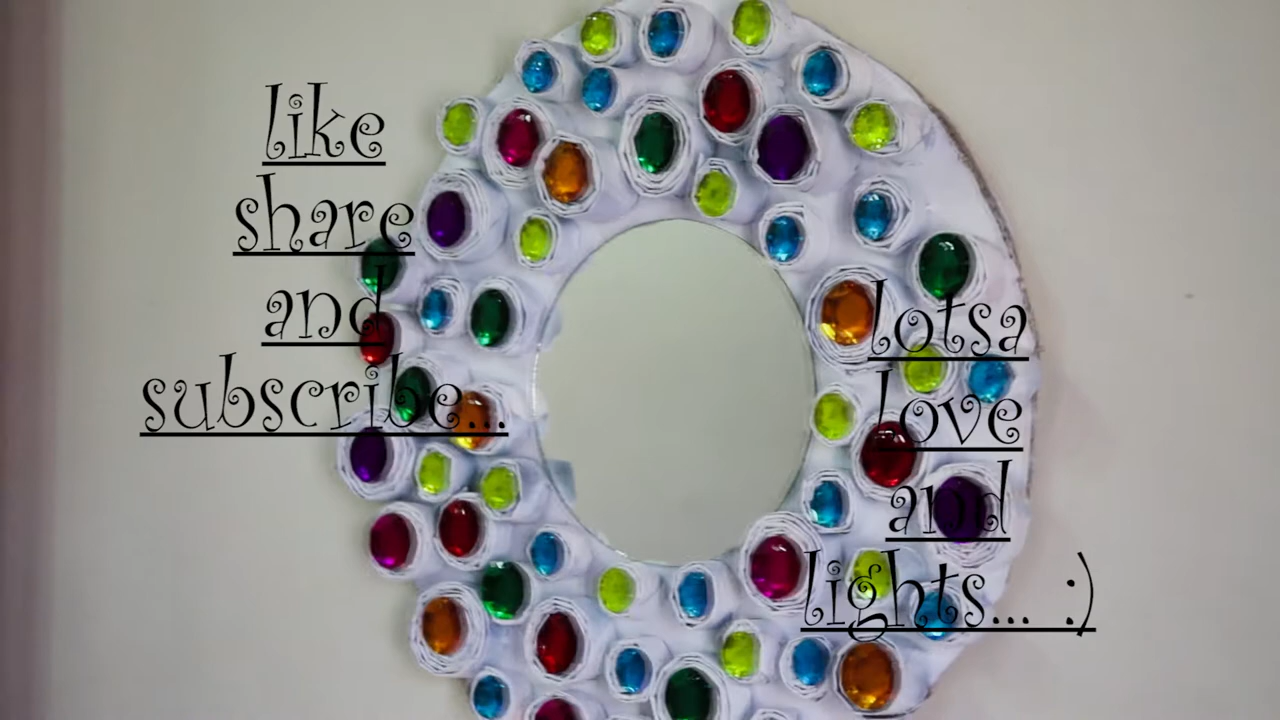 like
share
and
subscribe...
lotsa
love
and
lights... :)